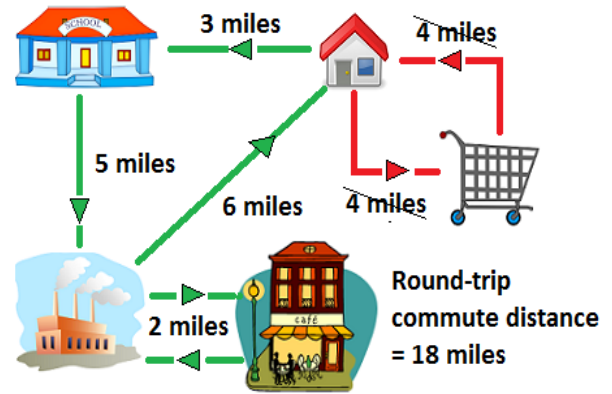 3 miles
4 miles
SCHOOL
5 miles
6 miles
4 miles
2 miles
café
Round-trip
commute distance
= 18 miles